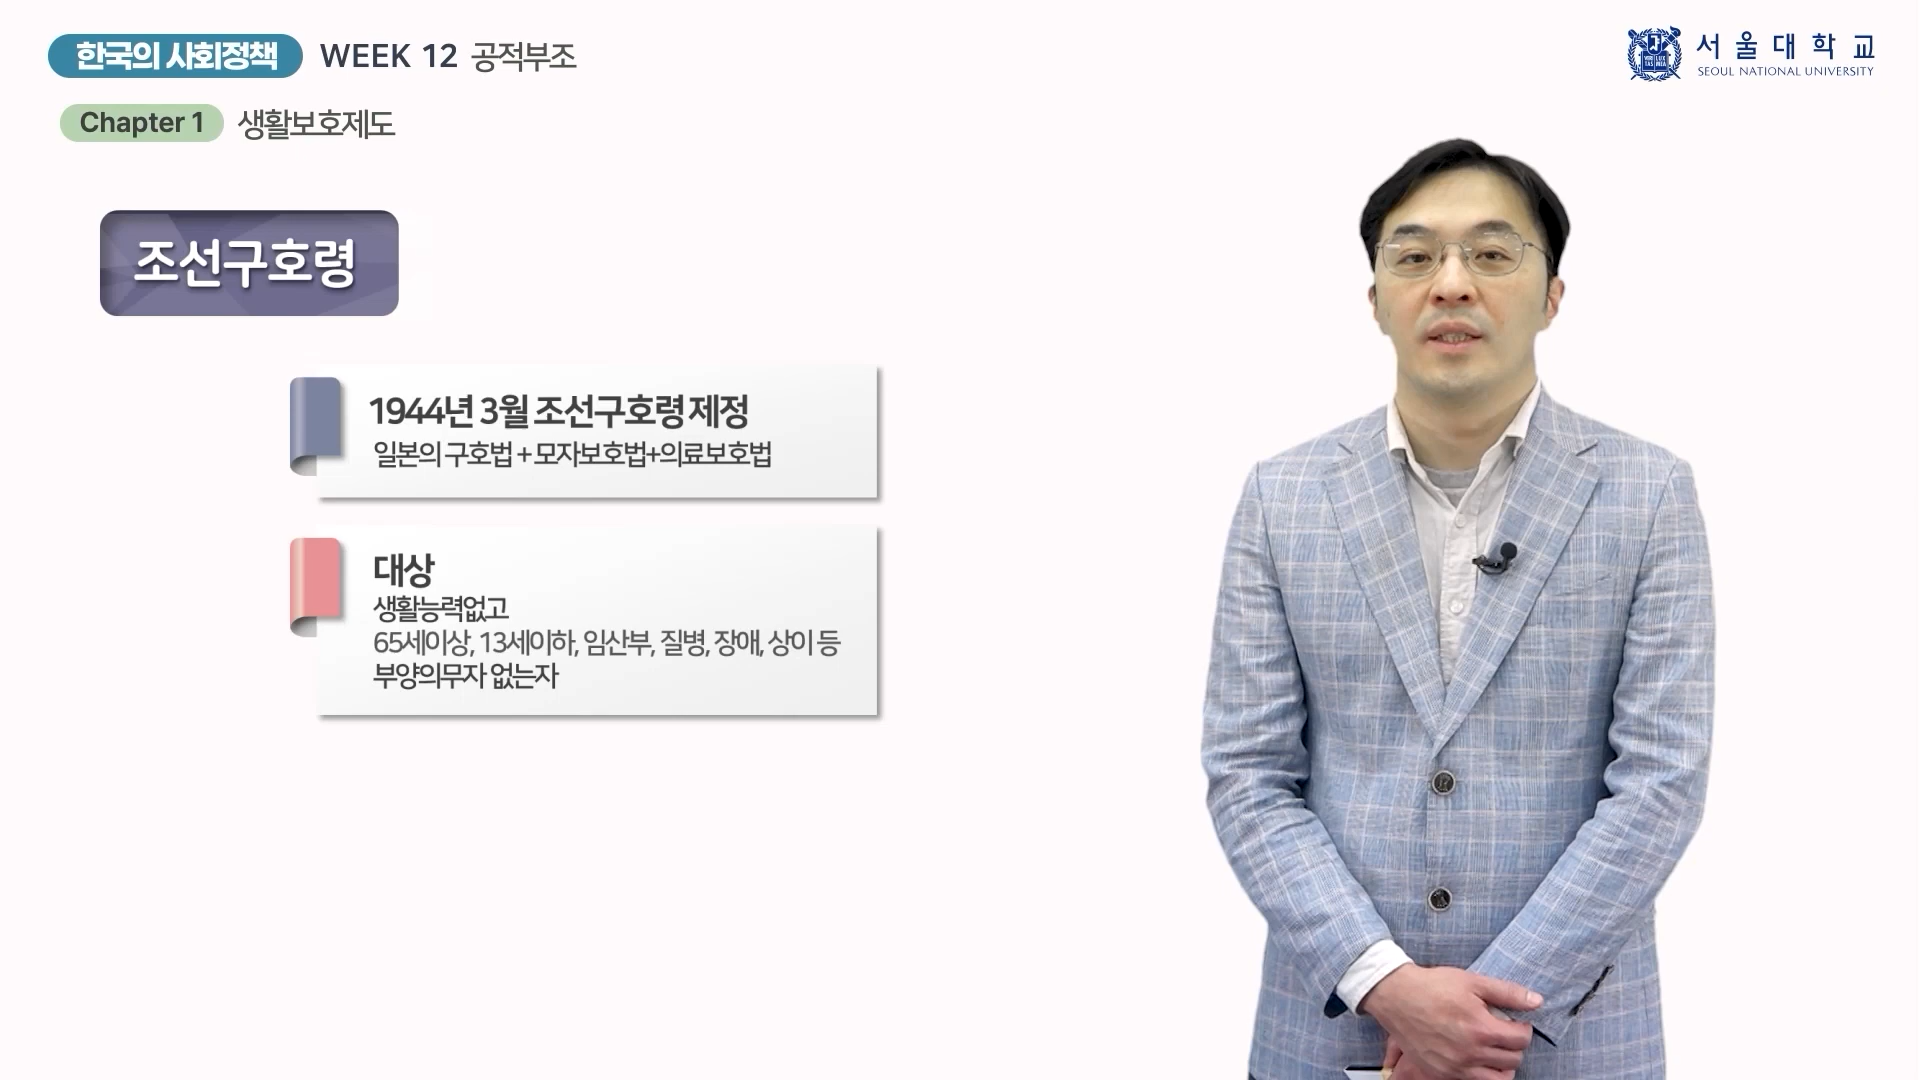 한국의 사회정책 WEEK 12 공적부조
서울대학교
SEOUL NATIONAL UNIVERSITY
Chapter 1 생활보호제도
조선구호령
1944년 3월 조선구호령 제정
일본의 구호법 + 모자보호법+의료보호법
대상
생활능력없고
65세이상, 13세이하, 임산부, 질병, 장애, 상이 등
부양의무자 없는자